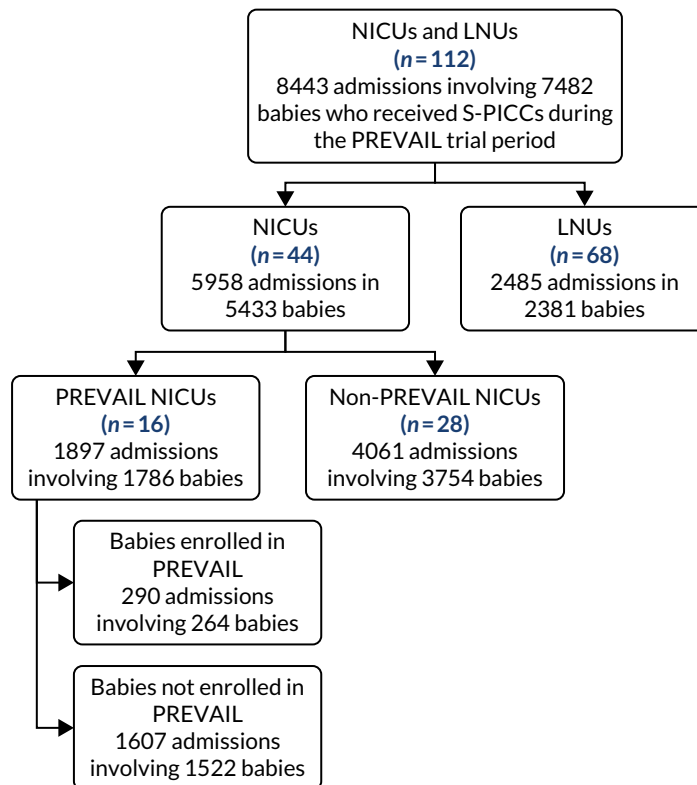 NICUs and LNUs
(n = 112)
8443 admissions involving 7482
babies who received S-PICCs during
the PREVAIL trial period
NICUs
(n = 44)
5958 admissions in
5433 babies
LNUs
(n = 68)
2485 admissions in
2381 babies
PREVAIL NICUs
(n = 16)
1897 admissions
involving 1786 babies
Non-PREVAIL NICUs
(n = 28)
4061 admissions
involving 3754 babies
Babies enrolled in
PREVAIL
290 admissions
involving 264 babies
Babies not enrolled in
PREVAIL
1607 admissions
involving 1522 babies